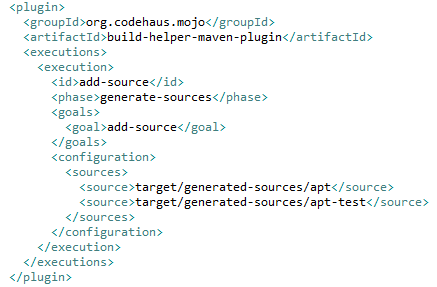 <plugin>
  <groupId>org.codehaus.mojo</groupId>
  <artifactId>build-helper-maven-plugin</artifactId>
  <executions>
    <execution>
      <id>add-source</id>
      <phase>generate-sources</phase>
      <goals>
        <goal>add-source</goal>
      </goals>
      <configuration>
        <sources>
          <source>target/generated-sources/apt</source>
          <source>target/generated-sources/apt-test</source>
        </sources>
      </configuration>
    </execution>
  </executions>
</plugin>